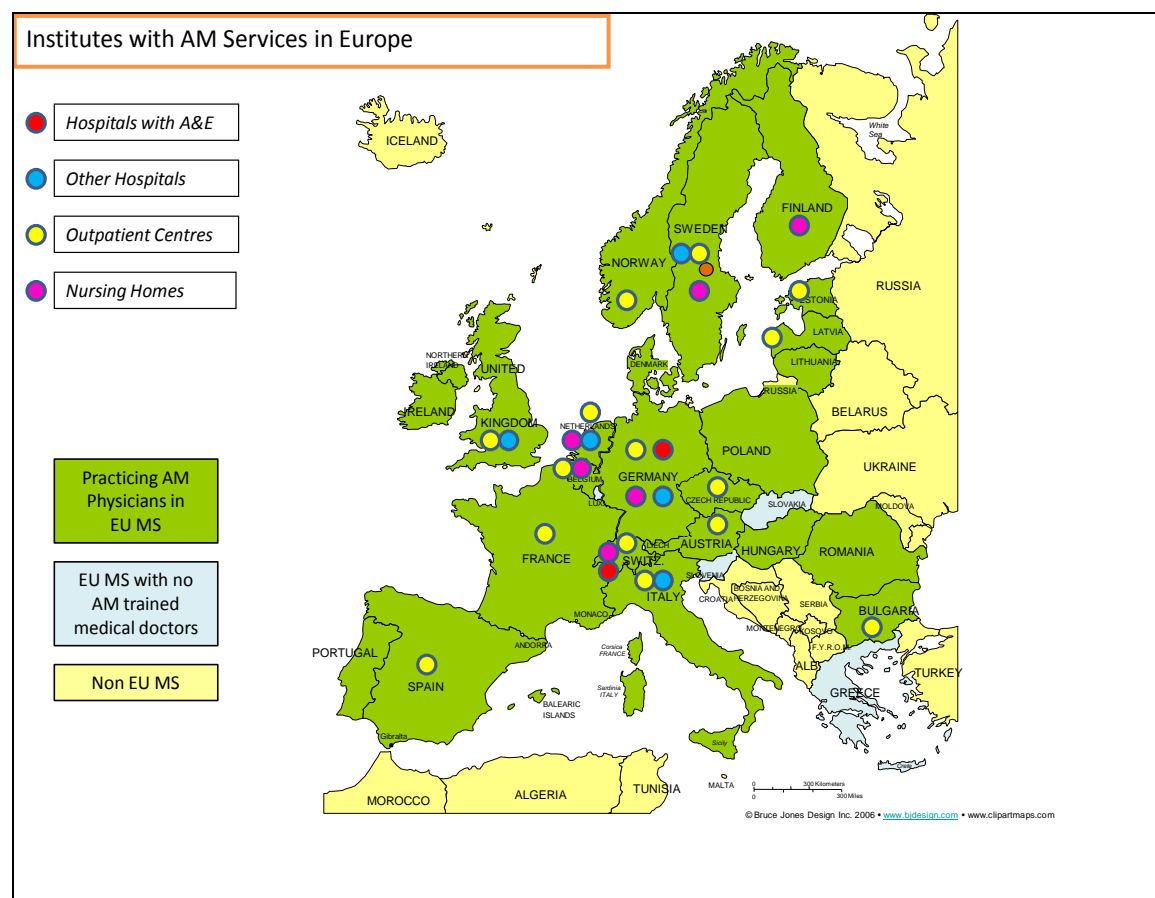 Institutes with AM Services in Europe
Hospitals with A&E
Other Hospitals
Outpatient Centres
Nursing Homes
Practicing AM
Physicians in
EU MS
EU MS with no
AM trained
medical doctors
Non EU MS
White
Sea
ICELAND
FINLAND
SWEDEN
NORWAY
RUSSIA
ESTONIA
LATVIA
LITHUANIA
NORTHERN
IRELAND
UNITED
DENMARK
RUSSIA
IRELAND
KINGDOM
BELARUS
NETHERLANDS
POLAND
GERMANY
UKRAINE
BELGIUM
LUX.
CZECH REPUBLIC
SLOVAKIA
MOLDOVA
FRANCE
LIECH
AUSTRIA
HUNGARY
ROMANIA
SWITZ.
SLOVENIA
ITALY
CROATIA
BOSNIA AND
HERZEGOVINA
SERBIA
BULGARIA
MONACO
MONTENEGRO
KOSOVO
ANDORRA
F.Y.R.O.M.
PORTUGAL
Corsica
FRANCE
ALB
TURKEY
SPAIN
Sardinia
ITALY
GREECE
BALEARIC
ISLANDS
Gibralta
Sicily
Crete
MALTA
TUNISIA
ALGERIA
MOROCCO
0 300 Kilometers
0 300 Miles
© Bruce Jones Design Inc. 2006 • www.bjdesign.com • www.clipartmaps.com